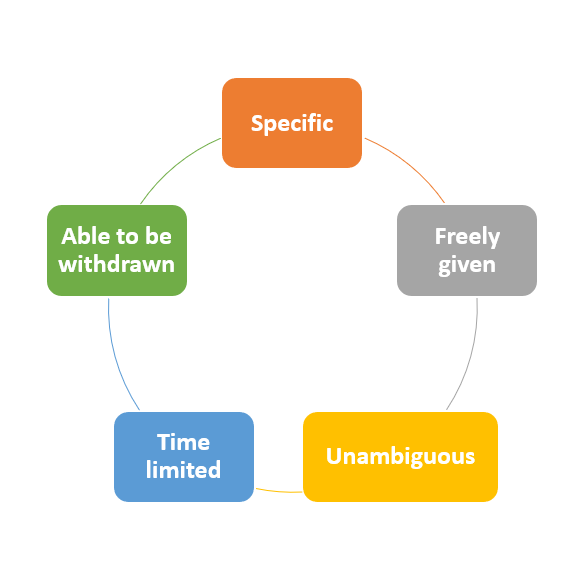 Specific
Freely
given
Unambiguous
Time
limited
Able to be
withdrawn